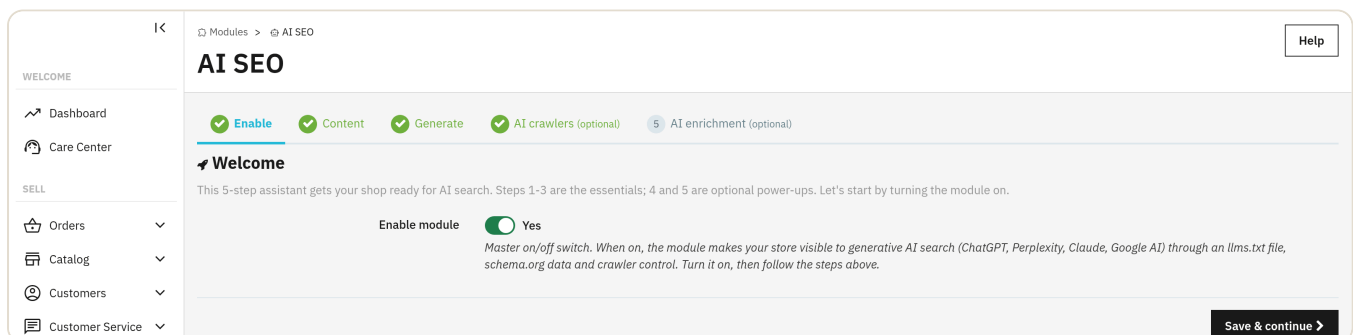 Modules > AI SEO
Help
AI SEO
WELCOME
Dashboard
Care Center
SELL
Orders
Catalog
Customers
Customer Service
Enable Content Generate AI crawlers (optional) 5 AI enrichment (optional)
Welcome
This 5-step assistant gets your shop ready for AI search. Steps 1-3 are the essentials; 4 and 5 are optional power-ups. Let's start by turning the module on.
Enable module Yes
Master on/off switch. When on, the module makes your store visible to generative AI search (ChatGPT, Perplexity, Claude, Google AI) through an llms.txt file,
schema.org data and crawler control. Turn it on, then follow the steps above.
Save & continue